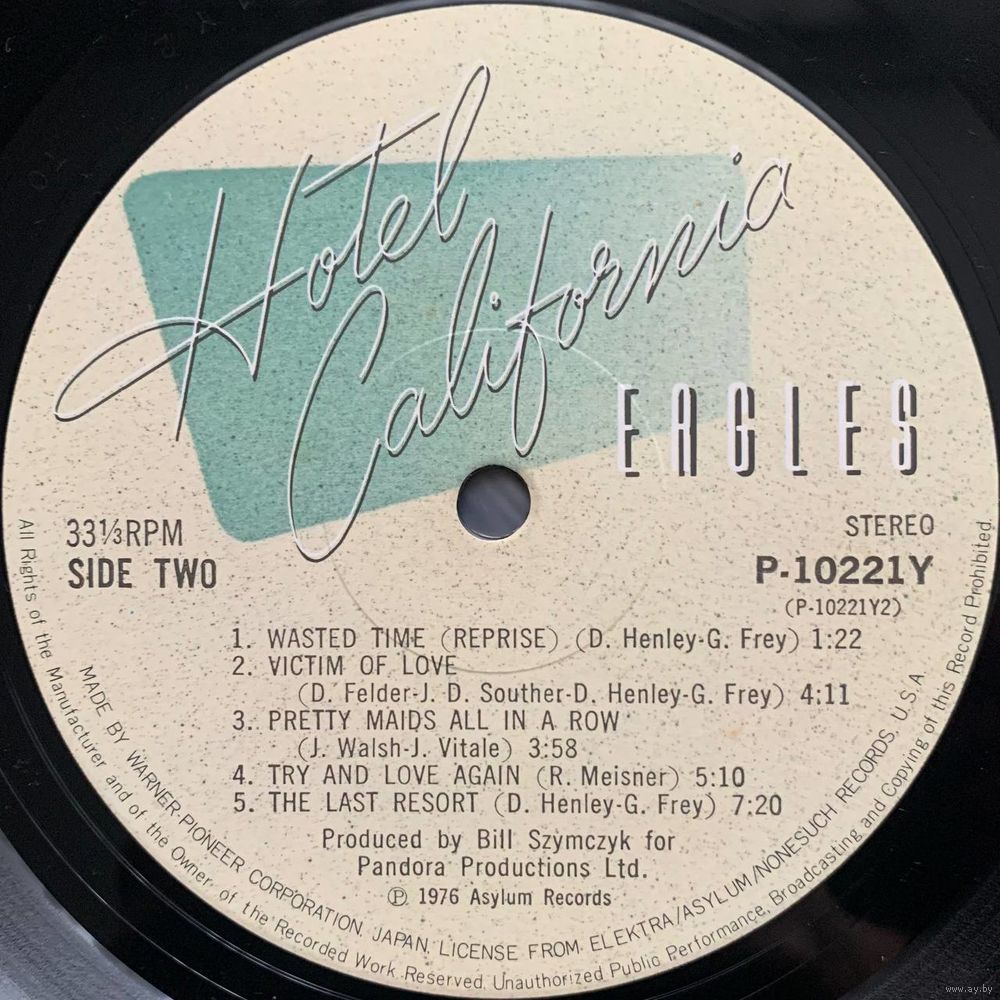 Hotel
California
EAGLES
33⅓RPM
SIDE TWO
STEREO
P-10221Y
(P-10221Y2)
1. WASTED TIME (REPRISE) (D. Henley-G. Frey) 1:22
2. VICTIM OF LOVE
(D. Felder-J. D. Souther-D. Henley-G. Frey) 4:11
3. PRETTY MAIDS ALL IN A ROW
(J. Walsh-J. Vitale) 3:58
4. TRY AND LOVE AGAIN (R. Meisner) 5:10
5. THE LAST RESORT (D. Henley-G. Frey) 7:20
Produced by Bill Szymczyk for
Pandora Productions Ltd.
Ⓟ 1976 Asylum Records
MADE BY WARNER-PIONEER CORPORATION, JAPAN. LICENSE FROM ELEKTRA/ASYLUM/NONESUCH RECORDS, U.S.A.
All Rights of the Manufacturer and of the Owner of the Recorded Work Reserved. Unauthorized Public Performance, Broadcasting and Copying of this Record Prohibited.
www.ay.by